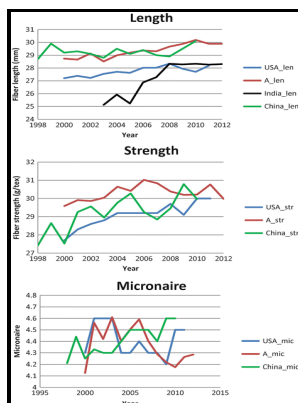 Length
Fiber length (mm)
32
31
30
29
28
27
26
25
24
1998 2000 2002 2004 2006 2008 2010 2012
Year
USA_len
A_len
India_len
China_len
Strength
Fiber strength (g/tex)
32
31
30
29
28
27
1998 2000 2002 2004 2006 2008 2010 2012
Year
USA_str
A_str
China_str
Micronaire
Micronaire
4.8
4.7
4.6
4.5
4.4
4.3
4.2
4.1
4
1995 2000 2005 2010 2015
Year
USA_mic
A_mic
China_mic